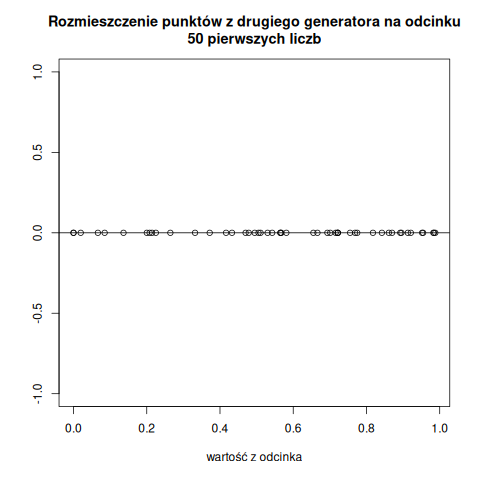 Rozmieszczenie punktów z drugiego generatora na odcinku
50 pierwszych liczb
1.0
0.5
0.0
-0.5
-1.0
0.0 0.2 0.4 0.6 0.8 1.0
wartość z odcinka